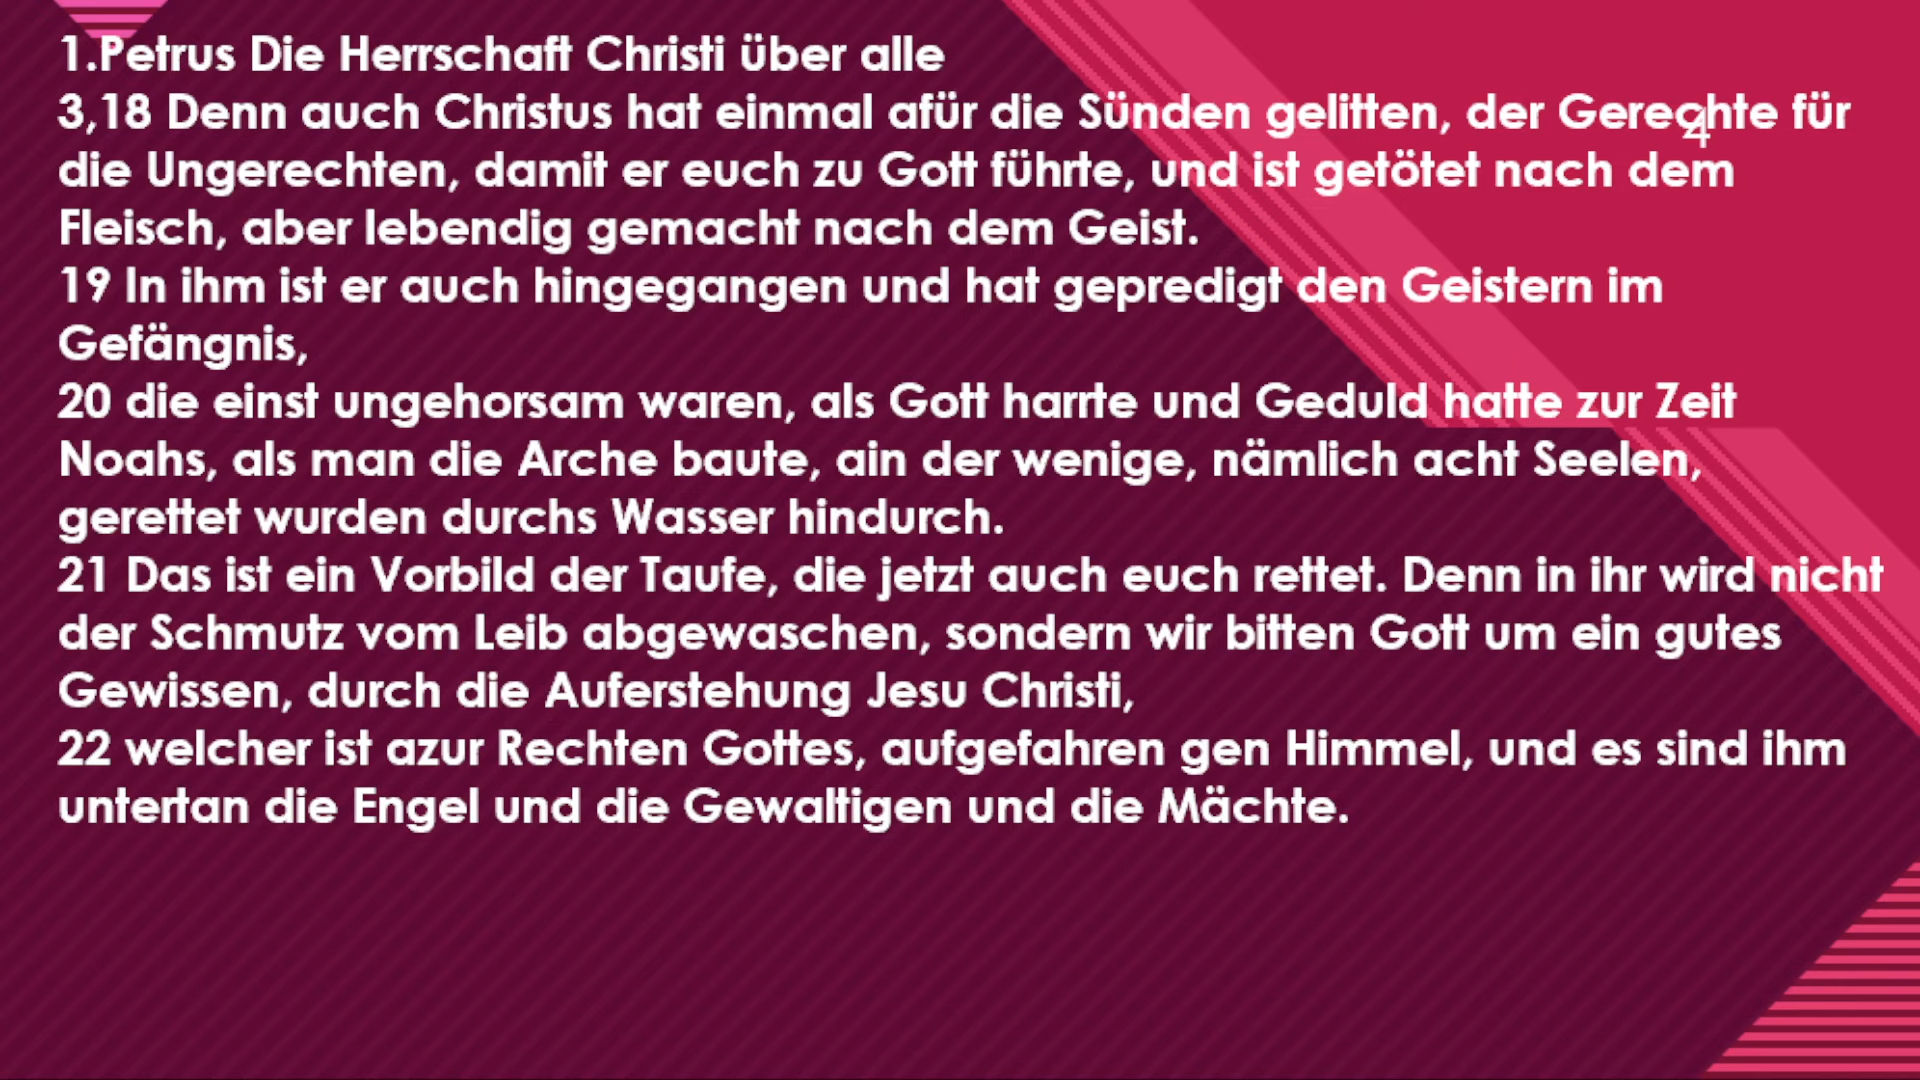 1.Petrus Die Herrschaft Christi über alle
3,18 Denn auch Christus hat einmal afür die Sünden gelitten, der Gerechte für
4
die Ungerechten, damit er euch zu Gott führte, und ist getötet nach dem
Fleisch, aber lebendig gemacht nach dem Geist.
19 In ihm ist er auch hingegangen und hat gepredigt den Geistern im
Gefängnis,
20 die einst ungehorsam waren, als Gott harrte und Geduld hatte zur Zeit
Noahs, als man die Arche baute, ain der wenige, nämlich acht Seelen,
gerettet wurden durchs Wasser hindurch.
21 Das ist ein Vorbild der Taufe, die jetzt auch euch rettet. Denn in ihr wird nicht
der Schmutz vom Leib abgewaschen, sondern wir bitten Gott um ein gutes
Gewissen, durch die Auferstehung Jesu Christi,
22 welcher ist azur Rechten Gottes, aufgefahren gen Himmel, und es sind ihm
untertan die Engel und die Gewaltigen und die Mächte.